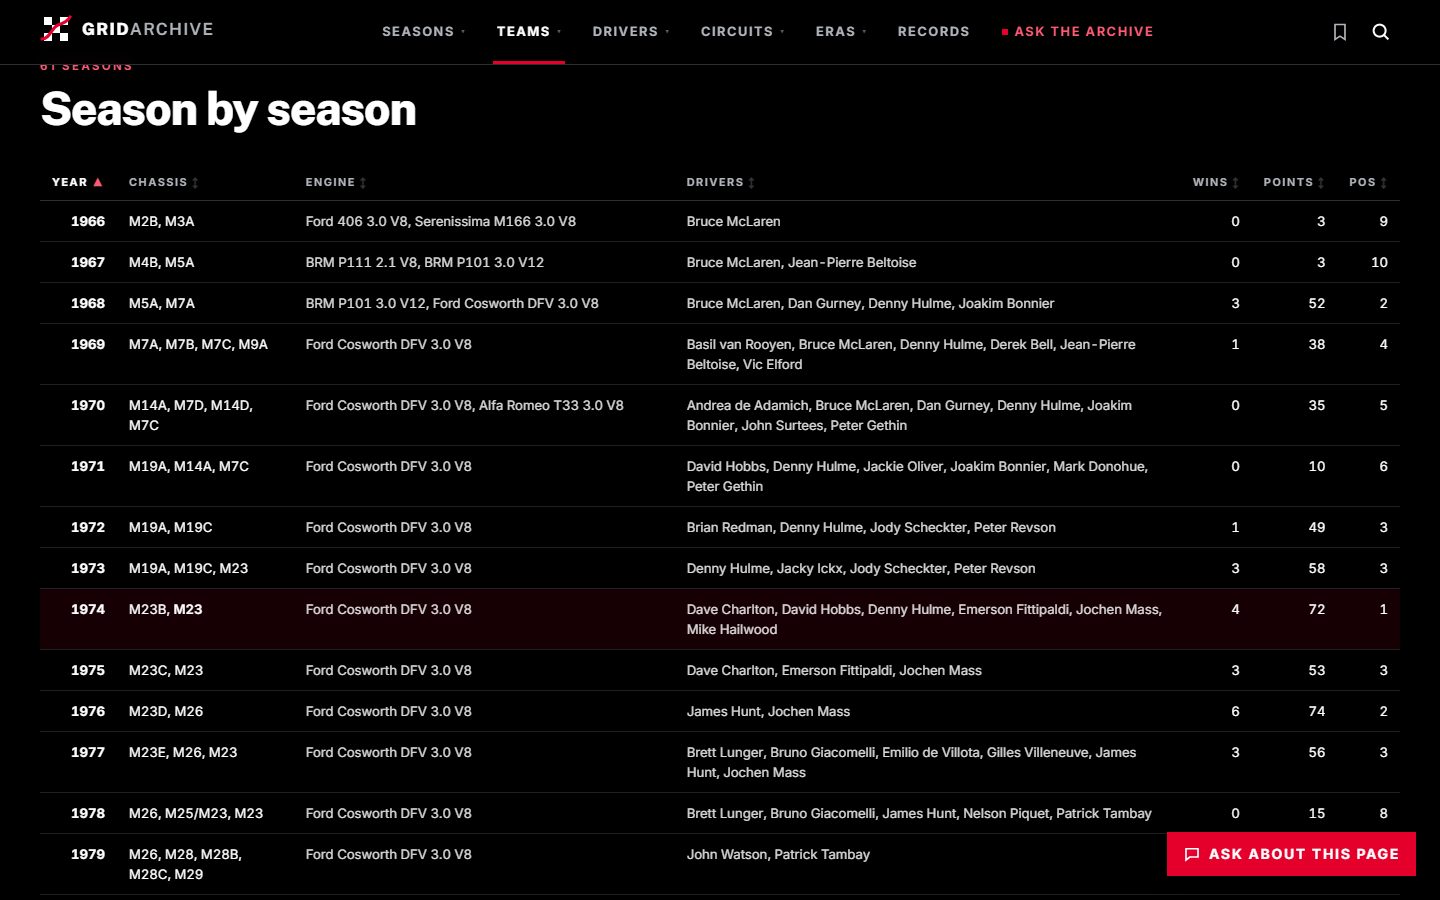 GRIDARCHIVE
SEASONS
TEAMS
DRIVERS
CIRCUITS
ERAS
RECORDS
ASK THE ARCHIVE
61 SEASONS
Season by season
YEAR CHASSIS ENGINE DRIVERS WINS POINTS POS
1966 M2B, M3A Ford 406 3.0 V8, Serenissima M166 3.0 V8 Bruce McLaren 0 3 9
1967 M4B, M5A BRM P111 2.1 V8, BRM P101 3.0 V12 Bruce McLaren, Jean-Pierre Beltoise 0 3 10
1968 M5A, M7A BRM P101 3.0 V12, Ford Cosworth DFV 3.0 V8 Bruce McLaren, Dan Gurney, Denny Hulme, Joakim Bonnier 3 52 2
1969 M7A, M7B, M7C, M9A Ford Cosworth DFV 3.0 V8 Basil van Rooyen, Bruce McLaren, Denny Hulme, Derek Bell, Jean-Pierre 1 38 4
Beltoise, Vic Elford
1970 M14A, M7D, M14D, Ford Cosworth DFV 3.0 V8, Alfa Romeo T33 3.0 V8 Andrea de Adamich, Bruce McLaren, Dan Gurney, Denny Hulme, Joakim 0 35 5
M7C Bonnier, John Surtees, Peter Gethin
1971 M19A, M14A, M7C Ford Cosworth DFV 3.0 V8 David Hobbs, Denny Hulme, Jackie Oliver, Joakim Bonnier, Mark Donohue, 0 10 6
Peter Gethin
1972 M19A, M19C Ford Cosworth DFV 3.0 V8 Brian Redman, Denny Hulme, Jody Scheckter, Peter Revson 1 49 3
1973 M19A, M19C, M23 Ford Cosworth DFV 3.0 V8 Denny Hulme, Jacky Ickx, Jody Scheckter, Peter Revson 3 58 3
1974 M23B, M23 Ford Cosworth DFV 3.0 V8 Dave Charlton, David Hobbs, Denny Hulme, Emerson Fittipaldi, Jochen Mass, 4 72 1
Mike Hailwood
1975 M23C, M23 Ford Cosworth DFV 3.0 V8 Dave Charlton, Emerson Fittipaldi, Jochen Mass 3 53 3
1976 M23D, M26 Ford Cosworth DFV 3.0 V8 James Hunt, Jochen Mass 6 74 2
1977 M23E, M26, M23 Ford Cosworth DFV 3.0 V8 Brett Lunger, Bruno Giacomelli, Emilio de Villota, Gilles Villeneuve, James 3 56 3
Hunt, Jochen Mass
1978 M26, M25/M23, M23 Ford Cosworth DFV 3.0 V8 Brett Lunger, Bruno Giacomelli, James Hunt, Nelson Piquet, Patrick Tambay 0 15 8
1979 M26, M28, M28B, Ford Cosworth DFV 3.0 V8 John Watson, Patrick Tambay
M28C, M29
ASK ABOUT THIS PAGE